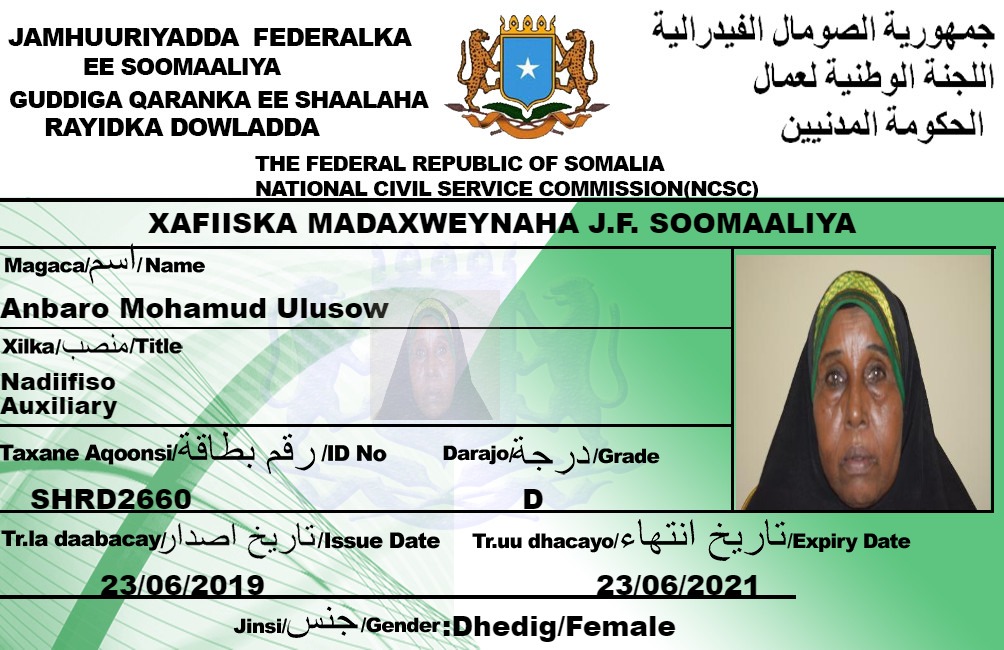 JAMHUURIYADDA FEDERALKA
EE SOOMAALIYA
GUDDIGA QARANKA EE SHAALAHA
RAYIDKA DOWLADDA
جمهورية الصومال الفيدرالية
اللجنة الوطنية لعمال
الحكومة المدنيين
THE FEDERAL REPUBLIC OF SOMALIA
NATIONAL CIVIL SERVICE COMMISSION(NCSC)
XAFIISKA MADAXWEYNAHA J.F. SOOMAALIYA
Magaca/اسم/Name
Anbaro Mohamud Ulusow
Xilka/منصب/Title
Nadiifiso
Auxiliary
Taxane Aqoonsi/رقم بطاقة/ID No
SHRD2660
Darajo/درجة/Grade
D
Tr.la daabacay/تاريخ اصدار/Issue Date
23/06/2019
Tr.uu dhacayo/تاريخ انتهاء/Expiry Date
23/06/2021
Jinsi/جنس/Gender:Dhedig/Female